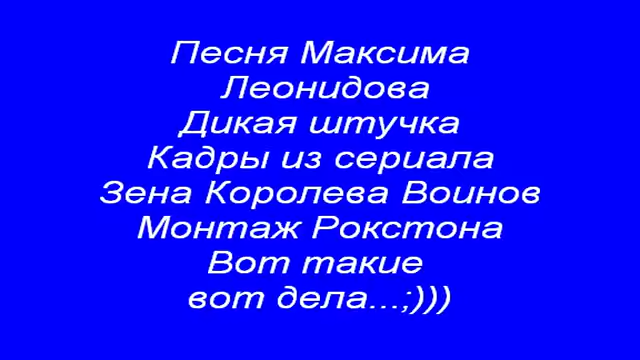 Песня Максима
Леонидова
Дикая штучка
Кадры из сериала
Зена Королева Воинов
Монтаж Рокстона
Вот такие
вот дела...;)))